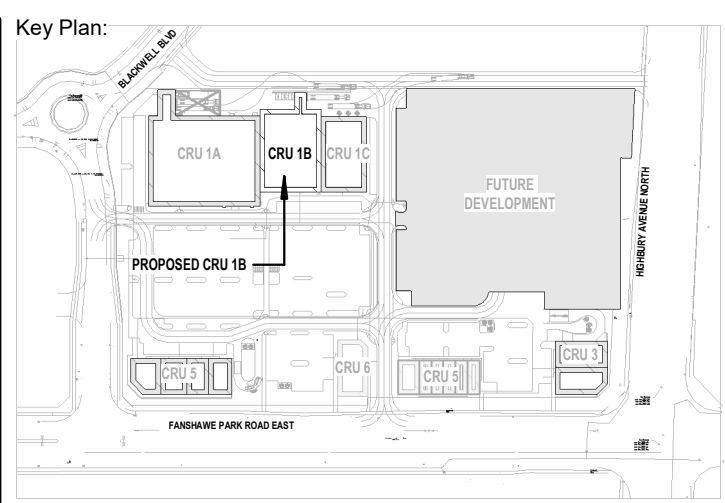 Key Plan:
BLACKWELL BLVD
CRU 1A
CRU 1B
CRU 1C
FUTURE
DEVELOPMENT
HIGHBURY AVENUE NORTH
PROPOSED CRU 1B
CRU 5
CRU 6
CRU 5
CRU 3
FANSHAWE PARK ROAD EAST